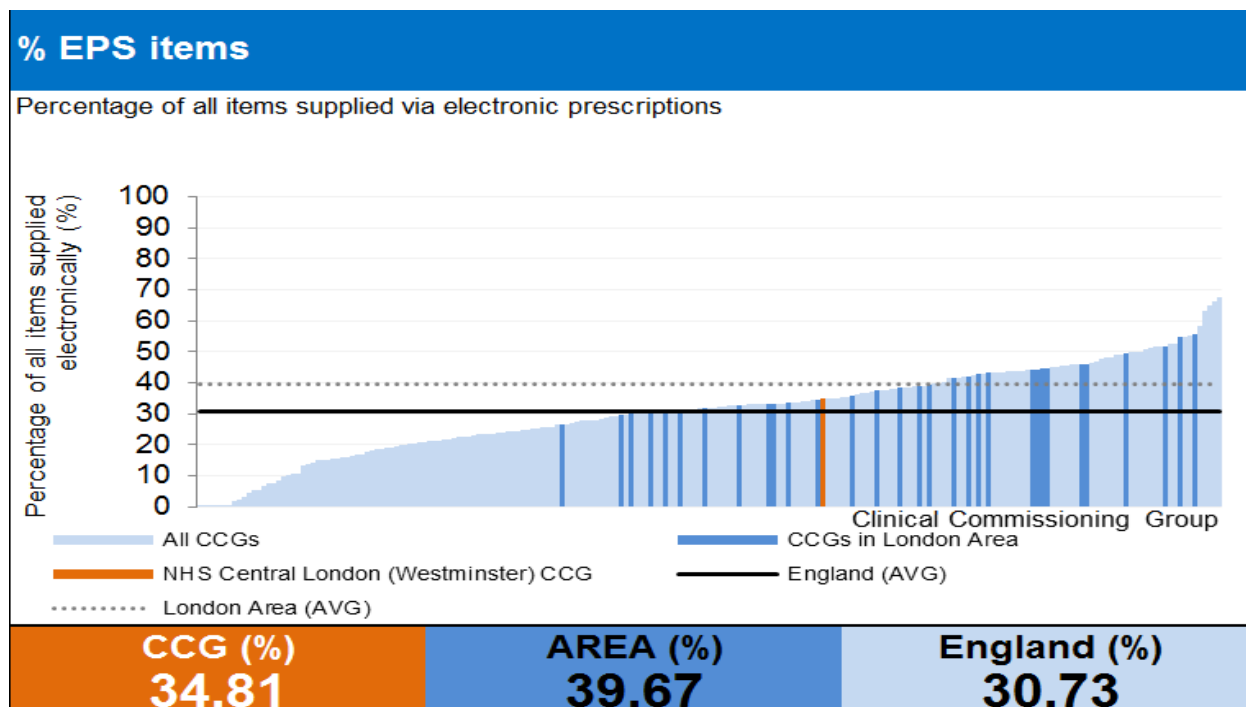 % EPS items
Percentage of all items supplied via electronic prescriptions
Percentage of all items supplied
electronically (%)
100
90
80
70
60
50
40
30
20
10
0
Clinical Commissioning Group
All CCGs
CCGs in London Area
NHS Central London (Westminster) CCG
England (AVG)
London Area (AVG)
CCG (%)
AREA (%)
England (%)
34.81
39.67
30.73